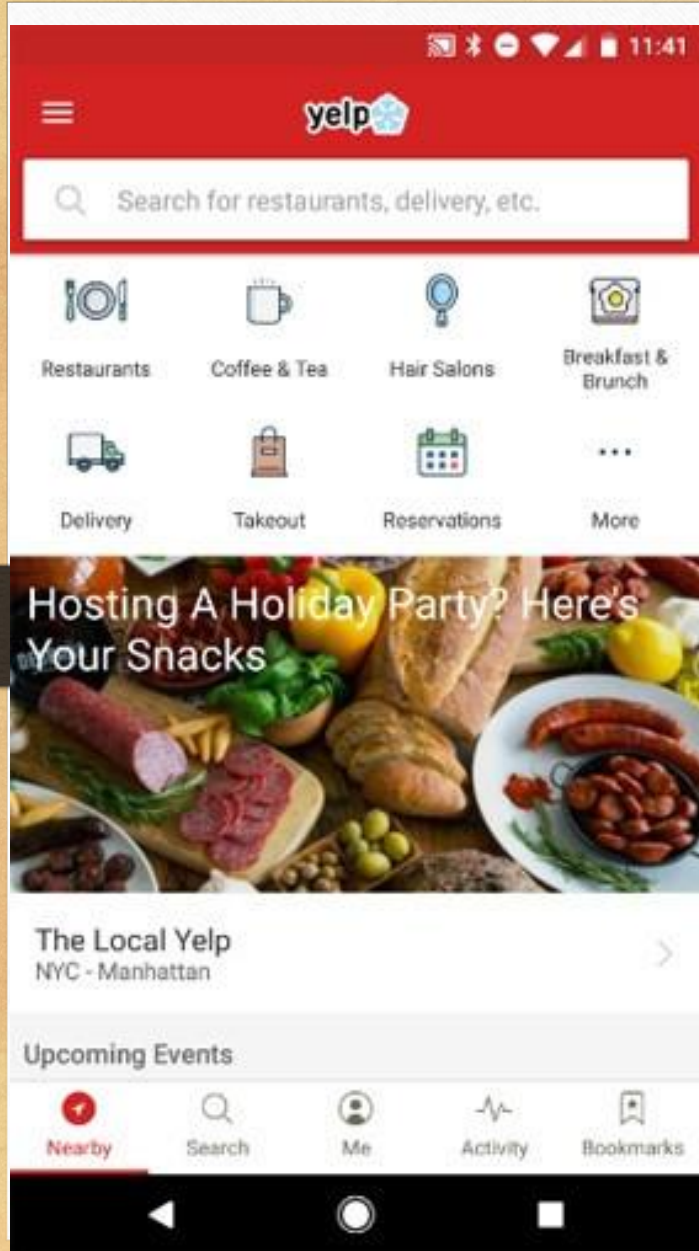 11:41
yelp
Search for restaurants, delivery, etc.
Restaurants
Coffee & Tea
Hair Salons
Breakfast &
Brunch
Delivery
Takeout
Reservations
More
Hosting A Holiday Party? Here's
Your Snacks
The Local Yelp
NYC - Manhattan
Upcoming Events
Nearby
Search
Me
Activity
Bookmarks